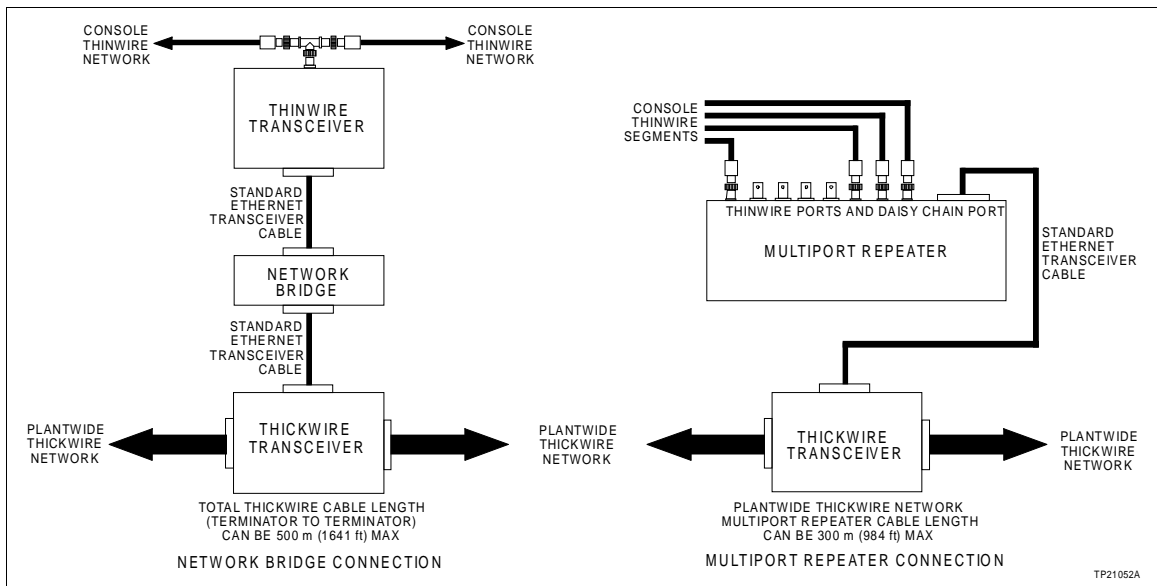 CONSOLE
THINWIRE
NETWORK
CONSOLE
THINWIRE
NETWORK
THINWIRE
TRANSCEIVER
STANDARD
ETHERNET
TRANSCEIVER
CABLE
NETWORK
BRIDGE
STANDARD
ETHERNET
TRANSCEIVER
CABLE
PLANTWIDE
THICKWIRE
NETWORK
THICKWIRE
TRANSCEIVER
PLANTWIDE
THICKWIRE
NETWORK
TOTAL THICKWIRE CABLE LENGTH
(TERMINATOR TO TERMINATOR)
CAN BE 500 m (1641 ft) MAX
NETWORK BRIDGE CONNECTION
CONSOLE
THINWIRE
SEGMENTS
THINWIRE PORTS AND DAISY CHAIN PORT
MULTIPORT REPEATER
STANDARD
ETHERNET
TRANSCEIVER
CABLE
THICKWIRE
TRANSCEIVER
PLANTWIDE
THICKWIRE
NETWORK
PLANTWIDE THICKWIRE NETWORK
MULTIPORT REPEATER CABLE LENGTH
CAN BE 300 m (984 ft) MAX
MULTIPORT REPEATER CONNECTION
TP21052A